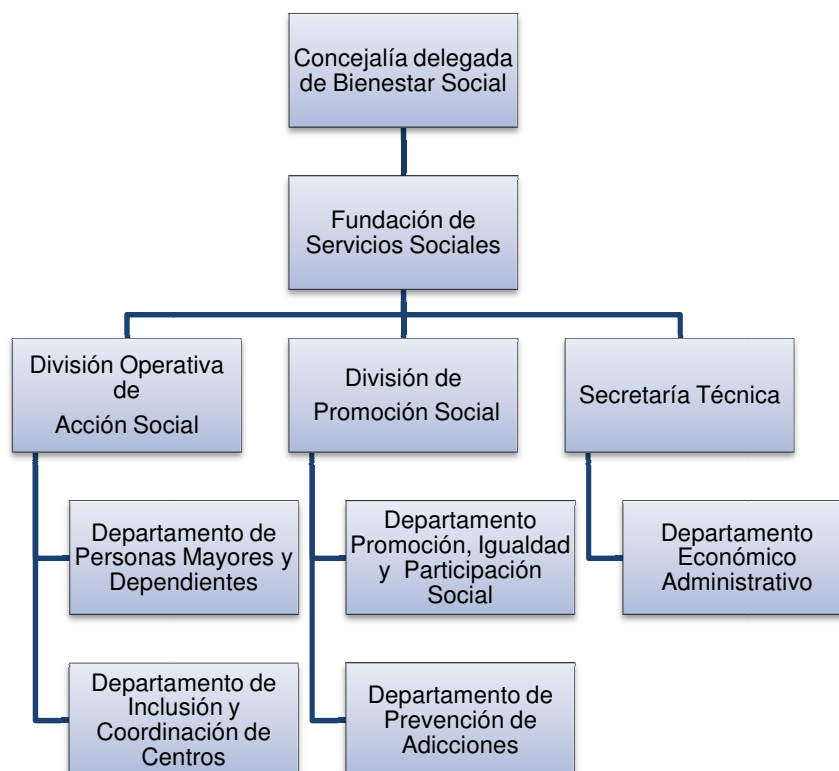 Concejalía delegada
de Bienestar Social
Fundación de
Servicios Sociales
División Operativa
de
Acción Social
División de
Promoción Social
Secretaría Técnica
Departamento de
Personas Mayores y
Dependientes
Departamento
Promoción, Igualdad
y Participación
Social
Departamento
Económico
Administrativo
Departamento de
Inclusión y
Coordinación de
Centros
Departamento de
Prevención de
Adicciones